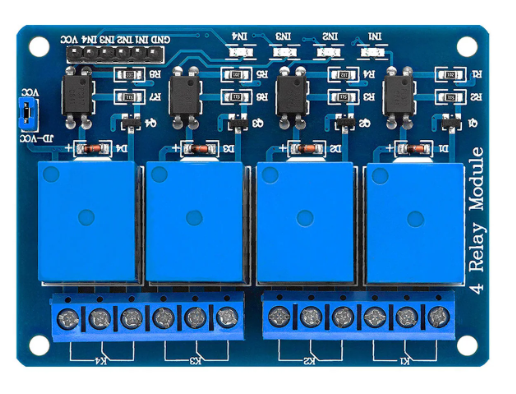 VCC IN4 IN3 IN2 IN1 GND
IN4 IN3 IN2 IN1
R8 R6 R4 R1
R7 R3 R2
VCC
JD-VCC
Q4 Q3 Q2 Q1
+ D4 + D3 + D2 + D1
4 Relay Module
K4 K3 K2 K1